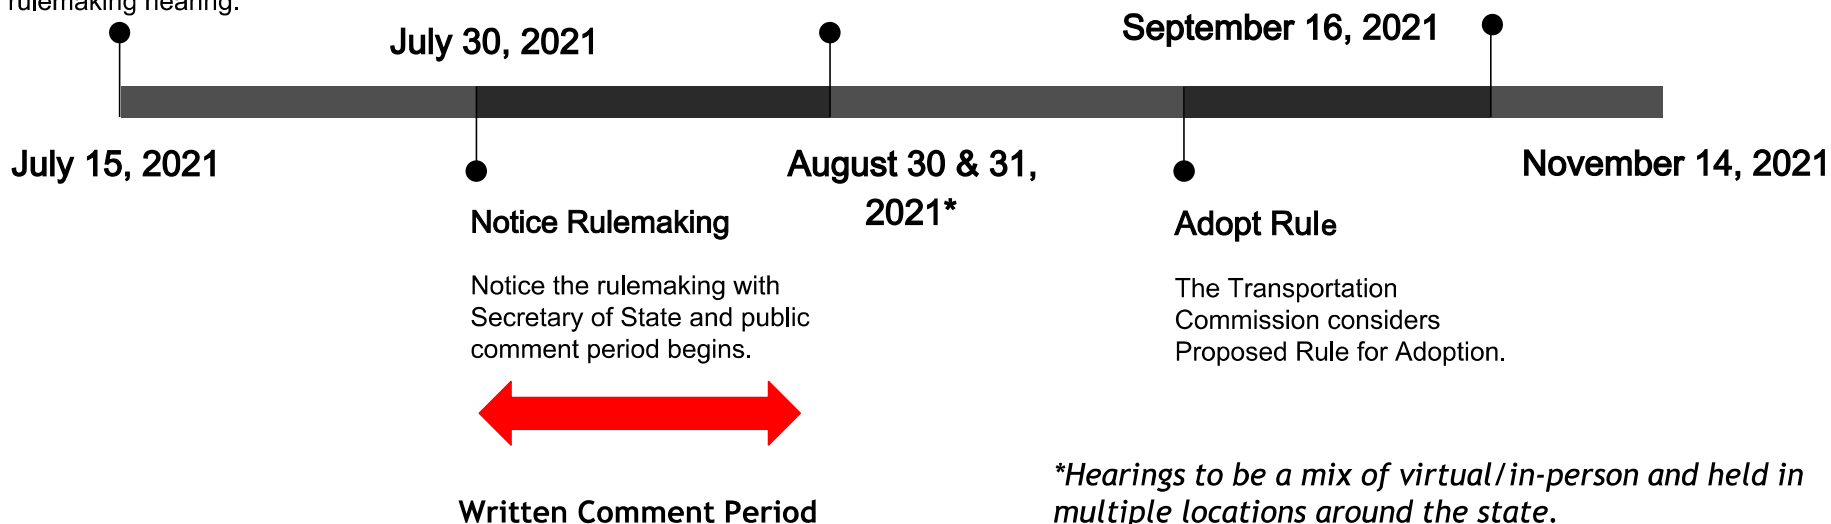 rulemaking hearing.
July 30, 2021
September 16, 2021
July 15, 2021
August 30 & 31,
2021*
November 14, 2021
Notice Rulemaking
Notice the rulemaking with
Secretary of State and public
comment period begins.
Adopt Rule
The Transportation
Commission considers
Proposed Rule for Adoption.
Written Comment Period
*Hearings to be a mix of virtual/in-person and held in
multiple locations around the state.